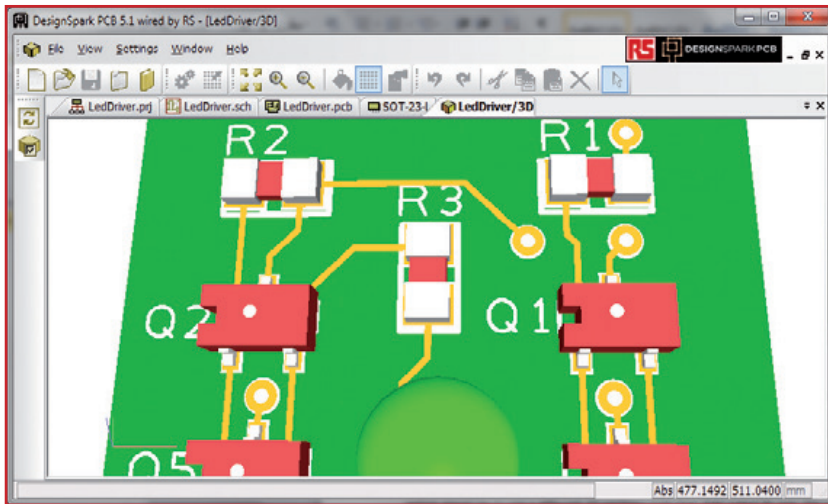 DesignSpark PCB 5.1 wired by RS - [LedDriver/3D]
File View Settings Window Help
RS DESIGNSPARK PCB
LedDriver.prj LedDriver.sch LedDriver.pcb SOT-23-l LedDriver/3D
R2 R1
R3
Q2 Q1
Q5
Abs 477.1492 511.0400 mm